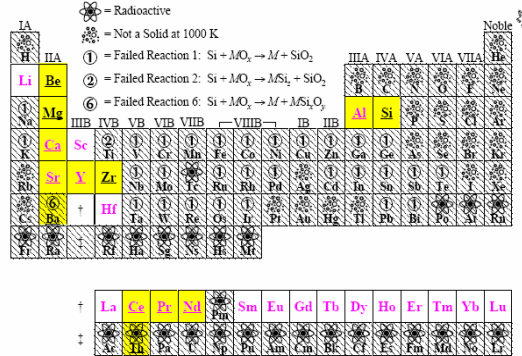 IA = Radioactive Noble
H = Not a Solid at 1000 K He
IIA ① = Failed Reaction 1: Si + MOₓ → M + SiO₂ IIIA IVA VA VIA VIIA
Li Be ② = Failed Reaction 2: Si + MOₓ → MSi_z + SiO₂ B C N O F Ne
Na Mg ⑥ = Failed Reaction 6: Si + MOₓ → M + MSiₓO_y Al Si P S Cl Ar
IIIB IVB VB VIB VIIB VIIIB IB IIB
K Ca Sc Ti V Cr Mn Fe Co Ni Cu Zn Ga Ge As Se Br Kr
Rb Sr Y Zr Nb Mo Tc Ru Rh Pd Ag Cd In Sn Sb Te I Xe
Cs Ba † Hf Ta W Re Os Ir Pt Au Hg Tl Pb Bi Po At Rn
Fr Ra Rf Ha Sg Ns Hs Mt
† La Ce Pr Nd Pm Sm Eu Gd Tb Dy Ho Er Tm Yb Lu
‡ Ac Th Pa U Np Pu Am Cm Bk Cf Es Fm Md No Lr